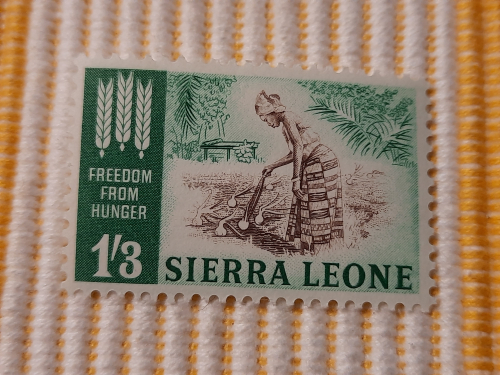 FREEDOM
FROM
HUNGER
1'/3 SIERRA LEONE